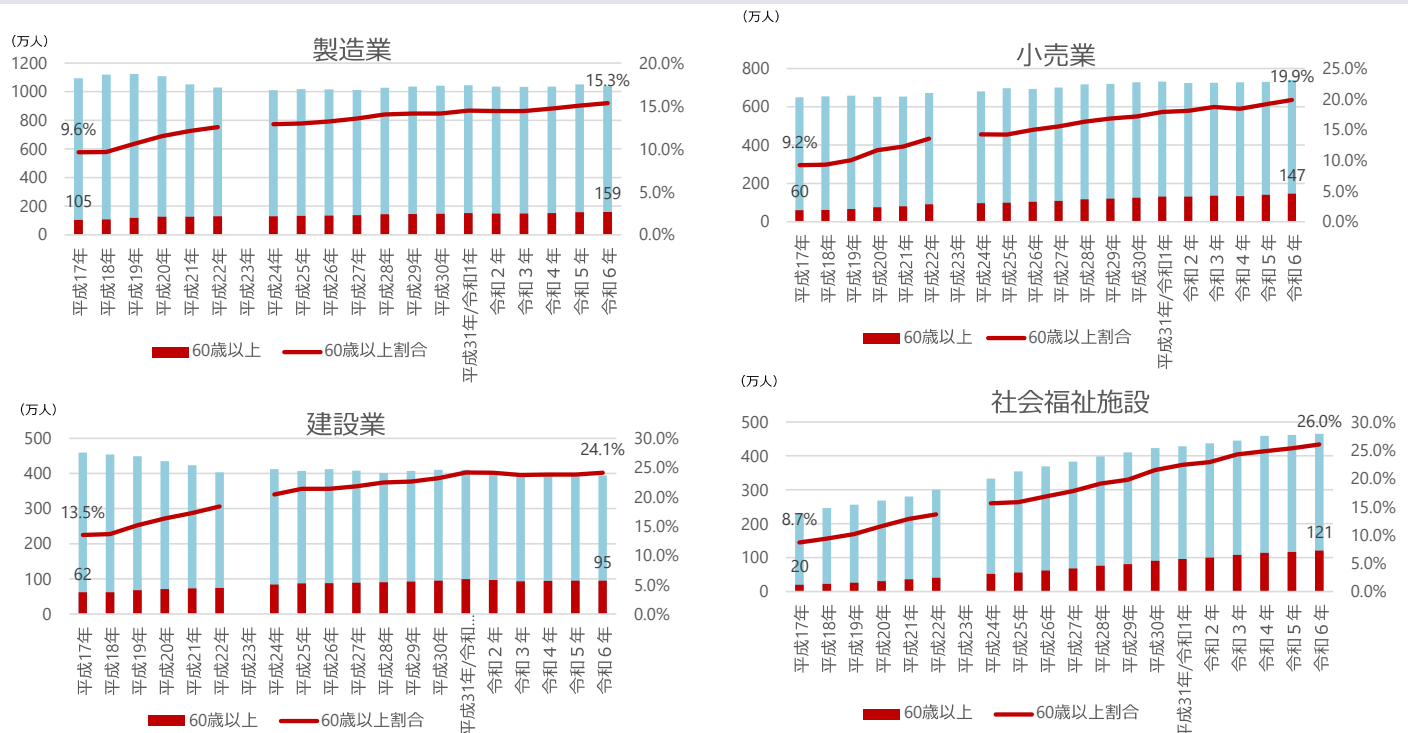 (万人)
製造業
1200
1000
800
600
400
200
0
20.0%
15.0%
10.0%
5.0%
0.0%
9.6%
105
15.3%
159
平成17年
平成18年
平成19年
平成20年
平成21年
平成22年
平成23年
平成24年
平成25年
平成26年
平成27年
平成28年
平成29年
平成30年
平成31年/令和1年
令和2年
令和3年
令和4年
令和5年
令和6年
60歳以上
60歳以上割合
(万人)
小売業
800
600
400
200
0
25.0%
20.0%
15.0%
10.0%
5.0%
0.0%
9.2%
60
19.9%
147
平成17年
平成18年
平成19年
平成20年
平成21年
平成22年
平成23年
平成24年
平成25年
平成26年
平成27年
平成28年
平成29年
平成30年
平成31年/令和1年
令和2年
令和3年
令和4年
令和5年
令和6年
60歳以上
60歳以上割合
(万人)
建設業
500
400
300
200
100
0
30.0%
25.0%
20.0%
15.0%
10.0%
5.0%
0.0%
13.5%
62
24.1%
95
平成17年
平成18年
平成19年
平成20年
平成21年
平成22年
平成23年
平成24年
平成25年
平成26年
平成27年
平成28年
平成29年
平成30年
平成31年/令和…
令和2年
令和3年
令和4年
令和5年
令和6年
60歳以上
60歳以上割合
(万人)
社会福祉施設
500
400
300
200
100
0
30.0%
25.0%
20.0%
15.0%
10.0%
5.0%
0.0%
8.7%
20
26.0%
121
平成17年
平成18年
平成19年
平成20年
平成21年
平成22年
平成23年
平成24年
平成25年
平成26年
平成27年
平成28年
平成29年
平成30年
平成31年/令和1年
令和2年
令和3年
令和4年
令和5年
令和6年
60歳以上
60歳以上割合